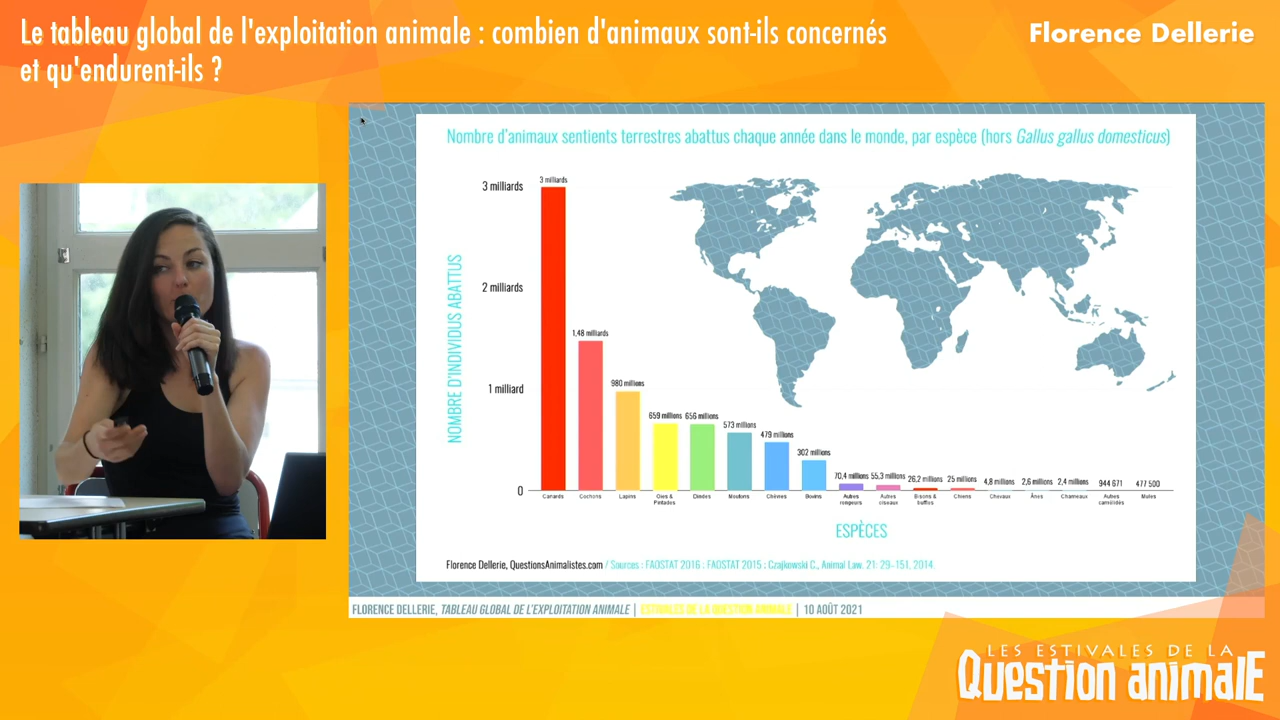 Le tableau global de l'exploitation animale : combien d'animaux sont-ils concernés
et qu'endurent-ils ?
Florence Dellerie
Nombre d'animaux sentients terrestres abattus chaque année dans le monde, par espèce (hors Gallus gallus domesticus)
NOMBRE D'INDIVIDUS ABATTUS
3 milliards
2 milliards
1 milliard
0
3 milliards
1,48 milliards
980 millions
659 millions
656 millions
573 millions
479 millions
302 millions
70,4 millions
55,3 millions
26,2 millions
25 millions
4,8 millions
2,6 millions
2,4 millions
944 671
477 500
Canards
Cochons
Lapins
Oies &
Pintades
Dindes
Moutons
Chèvres
Bovins
Autres
rongeurs
Autres
oiseaux
Bisons &
buffles
Chiens
Chevaux
Ânes
Chameaux
Autres
camélidés
Mules
ESPÈCES
Florence Dellerie, QuestionsAnimalistes.com / Sources : FAOSTAT 2016 ; FAOSTAT 2015 ; Czajkowski C., Animal Law. 21: 29-151, 2014.
FLORENCE DELLERIE, TABLEAU GLOBAL DE L'EXPLOITATION ANIMALE | ESTIVALES DE LA QUESTION ANIMALE | 10 AOÛT 2021
LES ESTIVALES DE LA
QUESTION ANIMALE